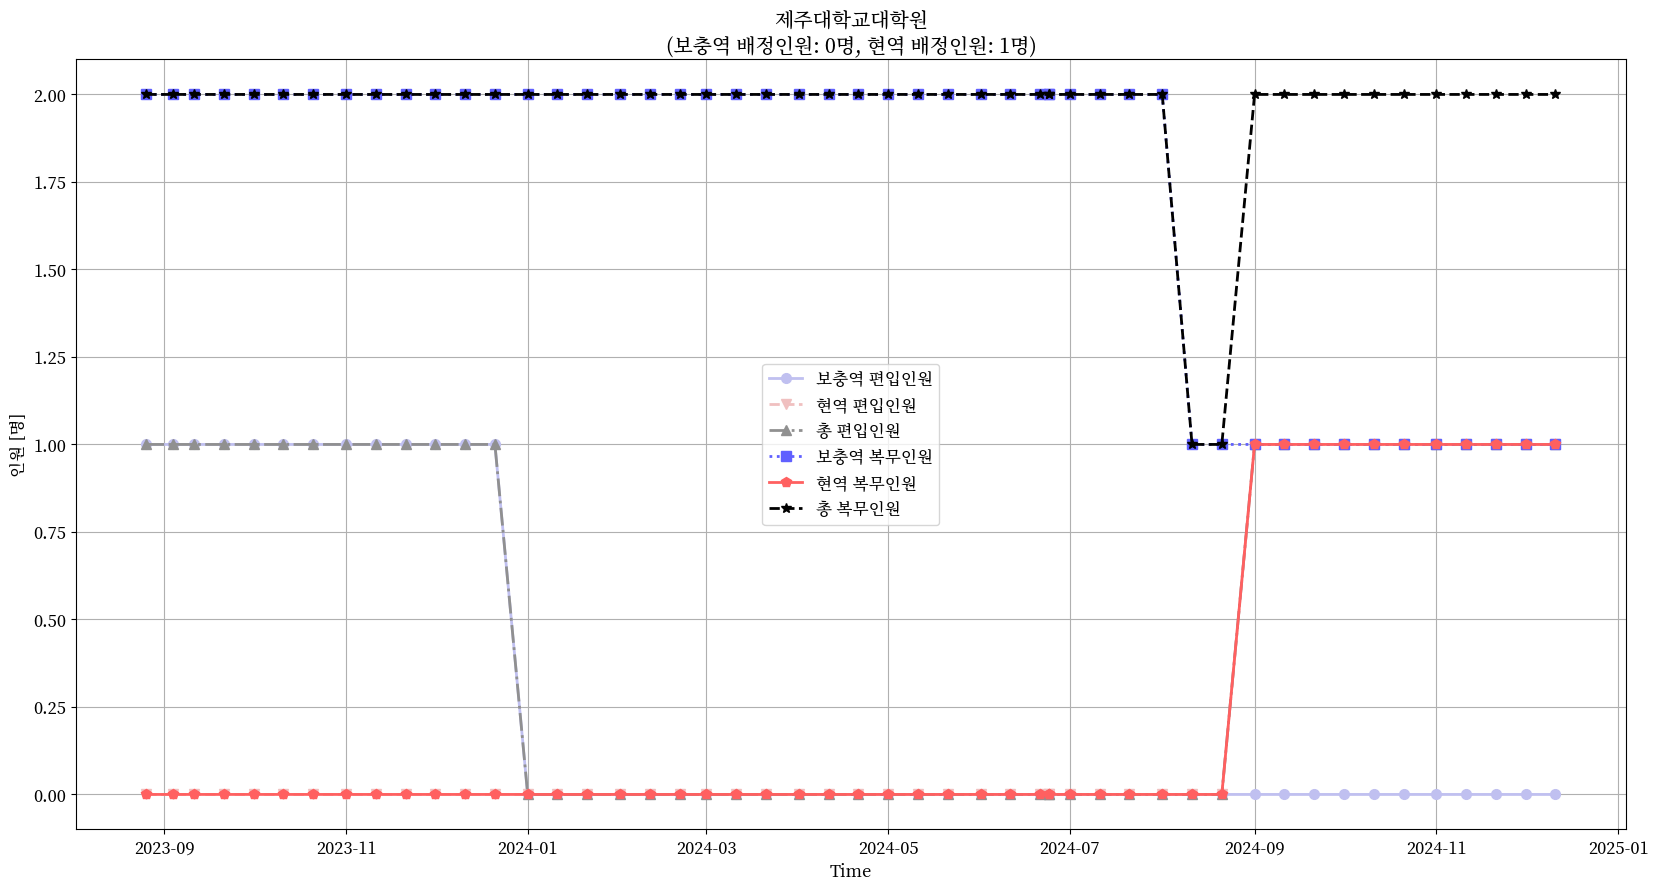 제주대학교대학원
(보충역 배정인원: 0명, 현역 배정인원: 1명)
2.00
1.75
1.50
1.25
1.00
0.75
0.50
0.25
0.00
인원 [명]
보충역 편입인원
현역 편입인원
총 편입인원
보충역 복무인원
현역 복무인원
총 복무인원
2023-09
2023-11
2024-01
2024-03
2024-05
2024-07
2024-09
2024-11
2025-01
Time